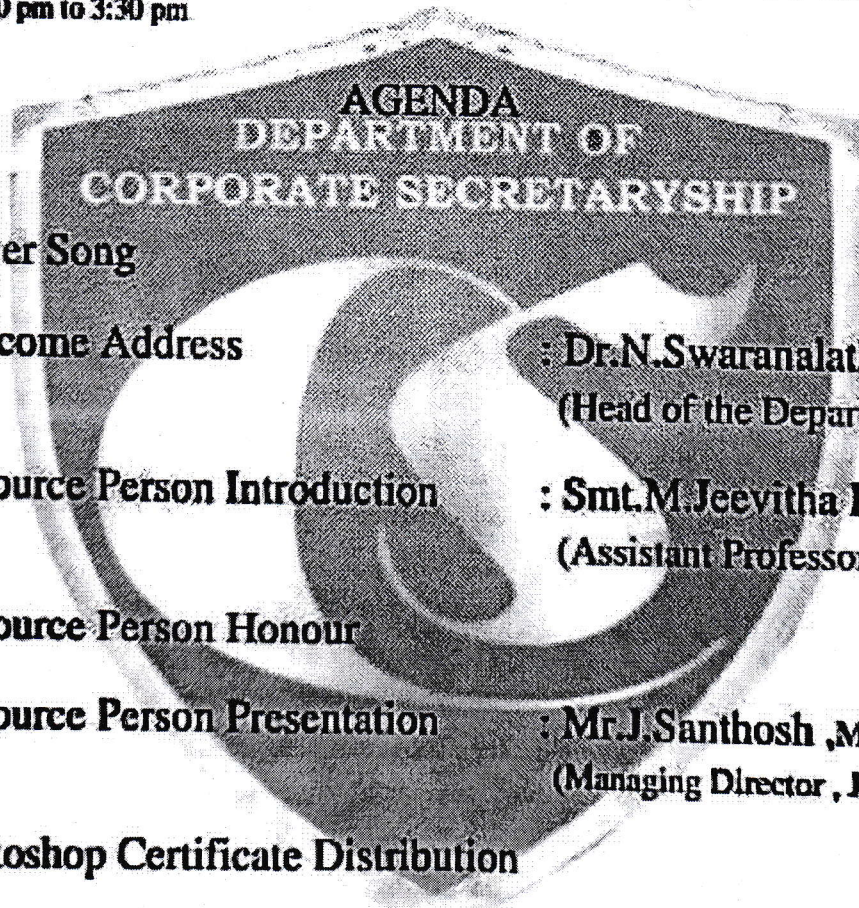 0 pm to 3:30 pm
AGENDA
DEPARTMENT OF
CORPORATE SECRETARYSHIP
er Song
come Address : Dr.N.Swaranalat
(Head of the Depar
ource Person Introduction : Smt.M.Jeevitha
(Assistant Professor
ource Person Honour
ource Person Presentation : Mr.J.Santhosh ,M
(Managing Director , J
toshop Certificate Distribution